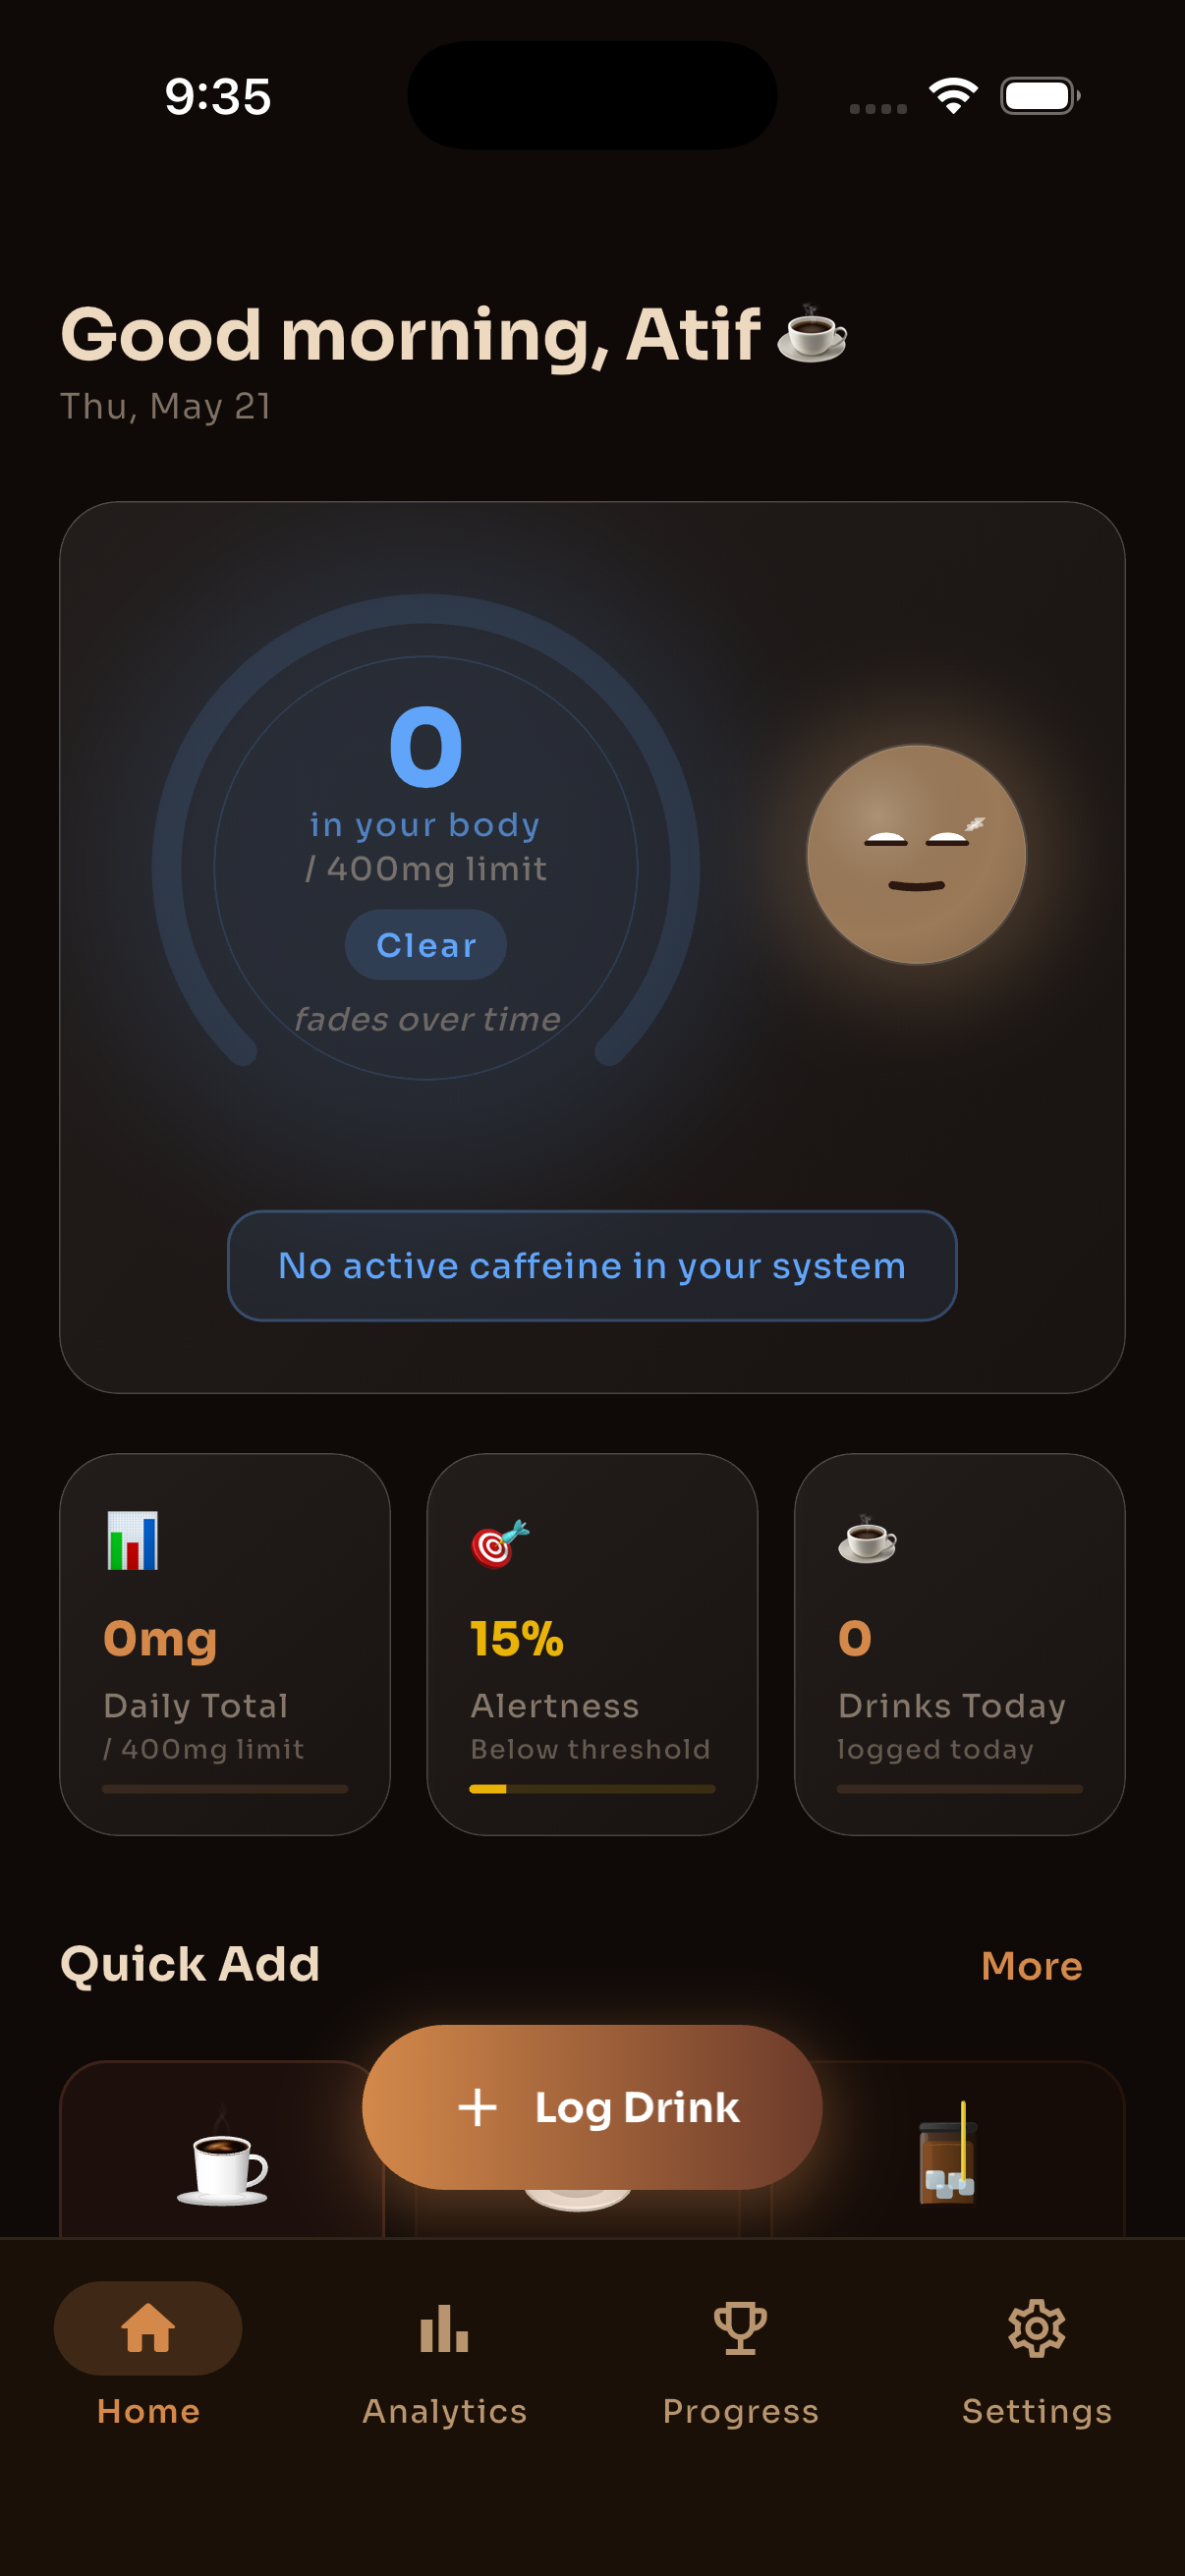 9:35
Good morning, Atif
Thu, May 21
0
in your body
/ 400mg limit
Clear
fades over time
No active caffeine in your system
0mg
Daily Total
/ 400mg limit
15%
Alertness
Below threshold
0
Drinks Today
logged today
Quick Add
More
Log Drink
Home
Analytics
Progress
Settings